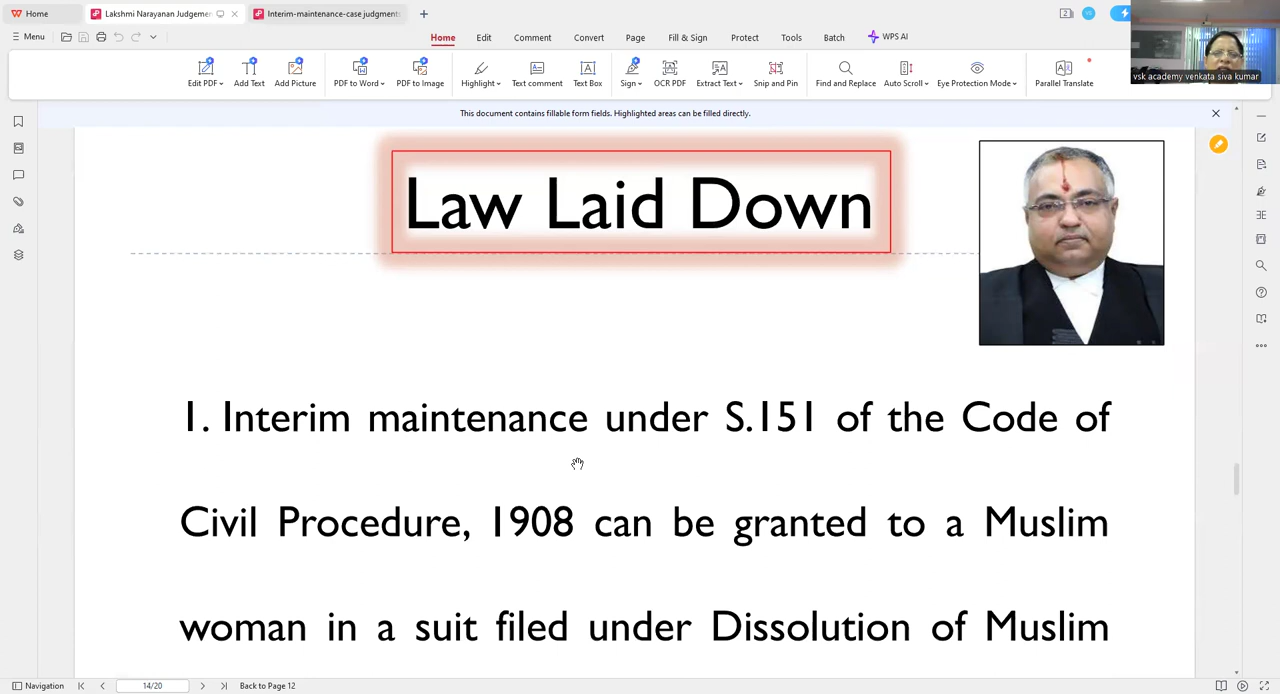 Home
Lakshmi Narayanan Judgemen
Interim-maintenance-case judgments
Menu
Home Edit Comment Convert Page Fill & Sign Protect Tools Batch WPS AI
Edit PDF Add Text Add Picture PDF to Word PDF to Image Highlight Text comment Text Box Sign OCR PDF Extract Text Snip and Pin Find and Replace Auto Scroll Eye Protection Mode Parallel Translate
vsk academy venkata siva kumar
This document contains fillable form fields. Highlighted areas can be filled directly.
Law Laid Down
1. Interim maintenance under S.151 of the Code of
Civil Procedure, 1908 can be granted to a Muslim
woman in a suit filed under Dissolution of Muslim
Navigation 14/20 Back to Page 12